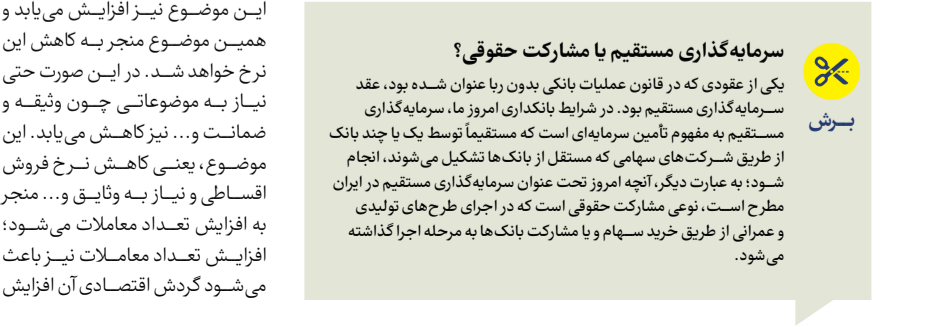 سرمایه‌گذاری مستقیم یا مشارکت حقوقی؟
یکی از عقودی که در قانون عملیات بانکی بدون ربا عنوان شده بود، عقد
سرمایه‌گذاری مستقیم بود. در شرایط بانکداری امروز ما، سرمایه‌گذاری
مستقیم به مفهوم تأمین سرمایه‌ای است که مستقیماً توسط یک یا چند بانک
از طریق شرکت‌های سهامی که مستقل از بانک‌ها تشکیل می‌شوند، انجام
شود؛ به عبارت دیگر، آنچه امروز تحت عنوان سرمایه‌گذاری مستقیم در ایران
مطرح است، نوعی مشارکت حقوقی است که در اجرای طرح‌های تولیدی
و عمرانی از طریق خرید سهام و یا مشارکت بانک‌ها به مرحله اجرا گذاشته
می‌شود.
برش
این موضوع نیز افزایش می‌یابد و
همین موضوع منجر به کاهش این
نرخ خواهد شد. در این صورت حتی
نیاز به موضوعاتی چون وثیقه و
ضمانت و... نیز کاهش می‌یابد. این
موضوع، یعنی کاهش نرخ فروش
اقساطی و نیاز به وثایق و... منجر
به افزایش تعداد معاملات می‌شود؛
افزایش تعداد معاملات نیز باعث
می‌شود گردش اقتصادی آن افزایش